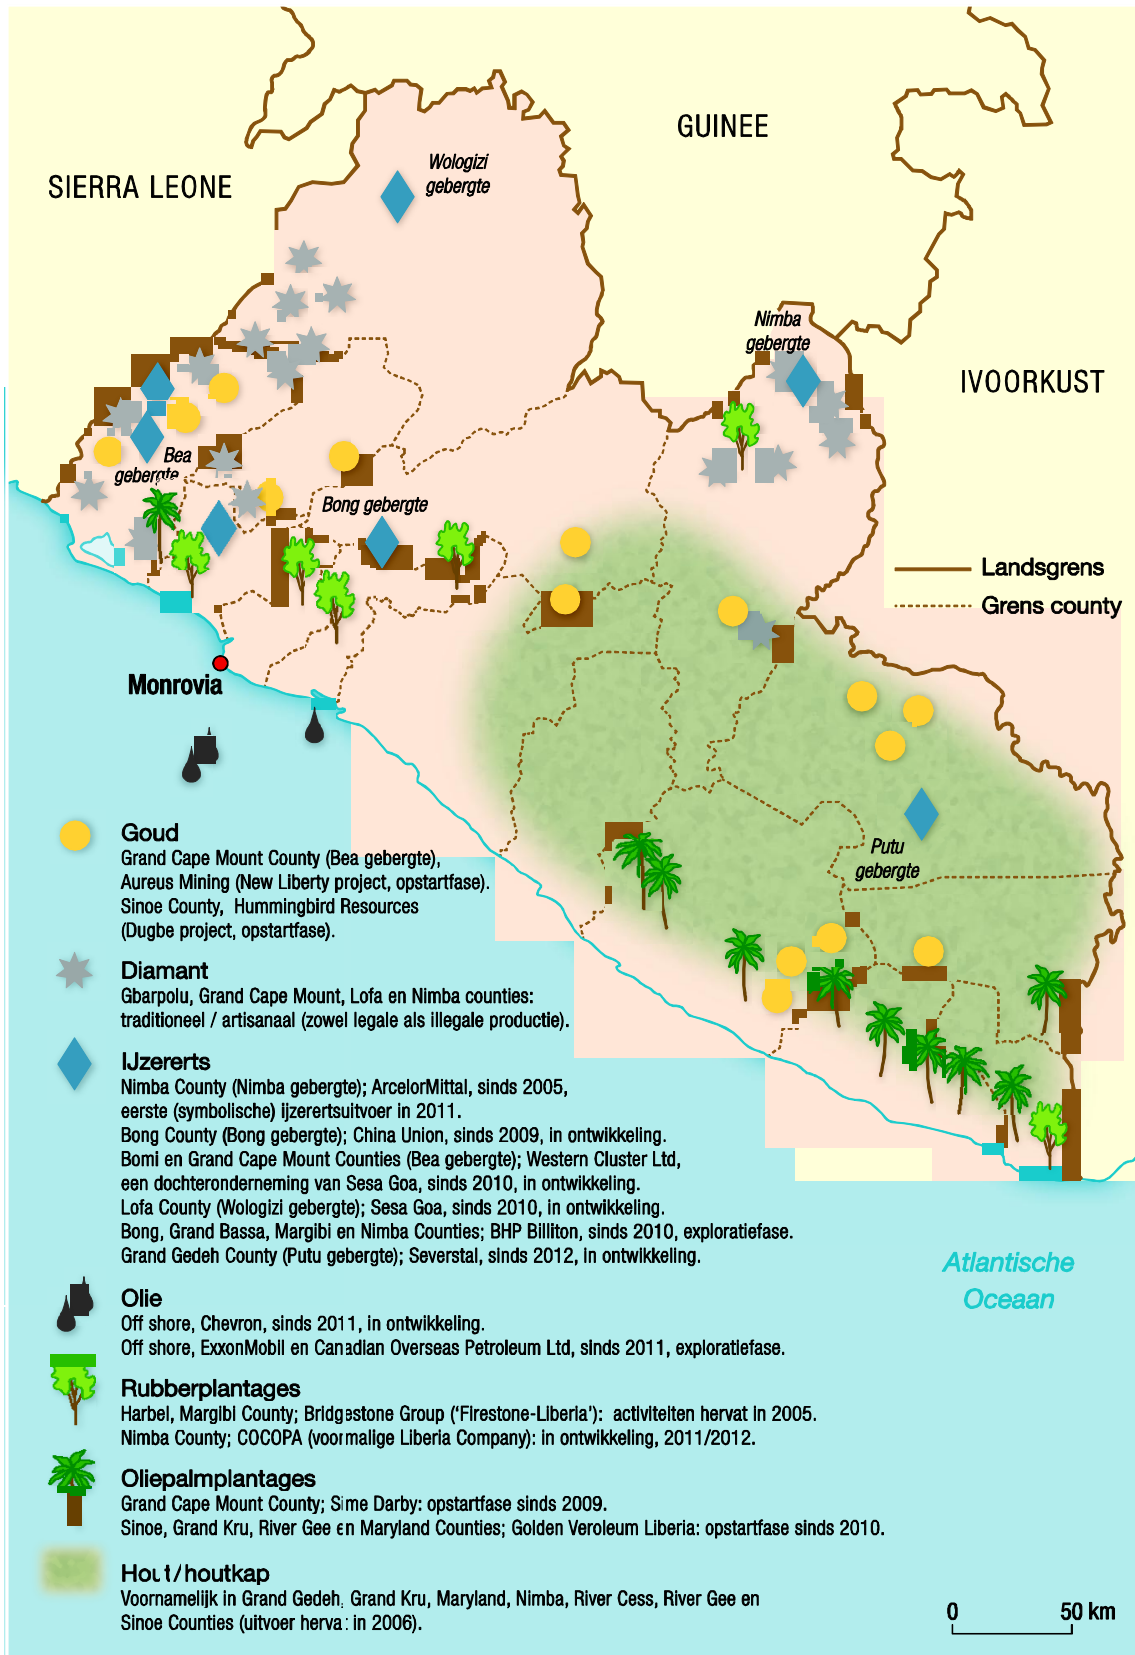 GUINEE
Wologizi
gebergte
SIERRA LEONE
Nimba
gebergte
IVOORKUST
Bea
gebergte
Bong gebergte
Landsgrens
Grens county
Monrovia
Putu
gebergte
Goud
Grand Cape Mount County (Bea gebergte),
Aureus Mining (New Liberty project, opstartfase).
Sinoe County, Hummingbird Resources
(Dugbe project, opstartfase).
Diamant
Gbarpolu, Grand Cape Mount, Lofa en Nimba counties:
traditioneel / artisanaal (zowel legale als illegale productie).
IJzererts
Nimba County (Nimba gebergte); ArcelorMittal, sinds 2005,
eerste (symbolische) ijzerertsuitvoer in 2011.
Bong County (Bong gebergte); China Union, sinds 2009, in ontwikkeling.
Bomi en Grand Cape Mount Counties (Bea gebergte); Western Cluster Ltd,
een dochteronderneming van Sesa Goa, sinds 2010, in ontwikkeling.
Lofa County (Wologizi gebergte); Sesa Goa, sinds 2010, in ontwikkeling.
Bong, Grand Bassa, Margibi en Nimba Counties; BHP Billiton, sinds 2010, exploratiefase.
Grand Gedeh County (Putu gebergte); Severstal, sinds 2012, in ontwikkeling.
Atlantische
Oceaan
Olie
Off shore, Chevron, sinds 2011, in ontwikkeling.
Off shore, ExxonMobil en Canadian Overseas Petroleum Ltd, sinds 2011, exploratiefase.
Rubberplantages
Harbel, Margibi County; Bridgestone Group (‘Firestone-Liberia’): activiteiten hervat in 2005.
Nimba County; COCOPA (voormalige Liberia Company): in ontwikkeling, 2011/2012.
Oliepalmplantages
Grand Cape Mount County; Sime Darby: opstartfase sinds 2009.
Sinoe, Grand Kru, River Gee en Maryland Counties; Golden Veroleum Liberia: opstartfase sinds 2010.
Hout/houtkap
Voornamelijk in Grand Gedeh, Grand Kru, Maryland, Nimba, River Cess, River Gee en
Sinoe Counties (uitvoer hervat in 2006).
0 50 km